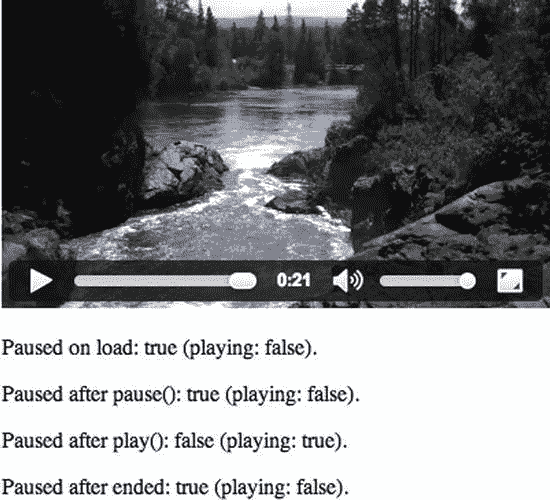 0:21
Paused on load: true (playing: false).
Paused after pause(): true (playing: false).
Paused after play(): false (playing: true).
Paused after ended: true (playing: false).